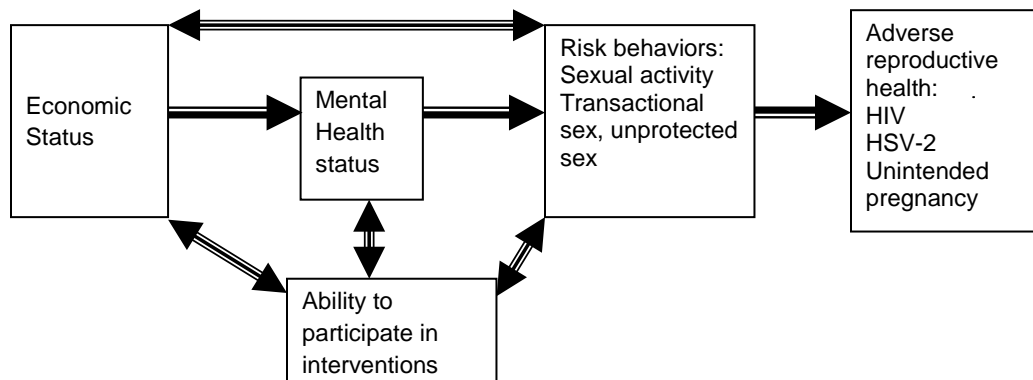 Economic
Status
Mental
Health
status
Risk behaviors:
Sexual activity
Transactional
sex, unprotected
sex
Adverse
reproductive
health:
HIV
HSV-2
Unintended
pregnancy
Ability to
participate in
interventions